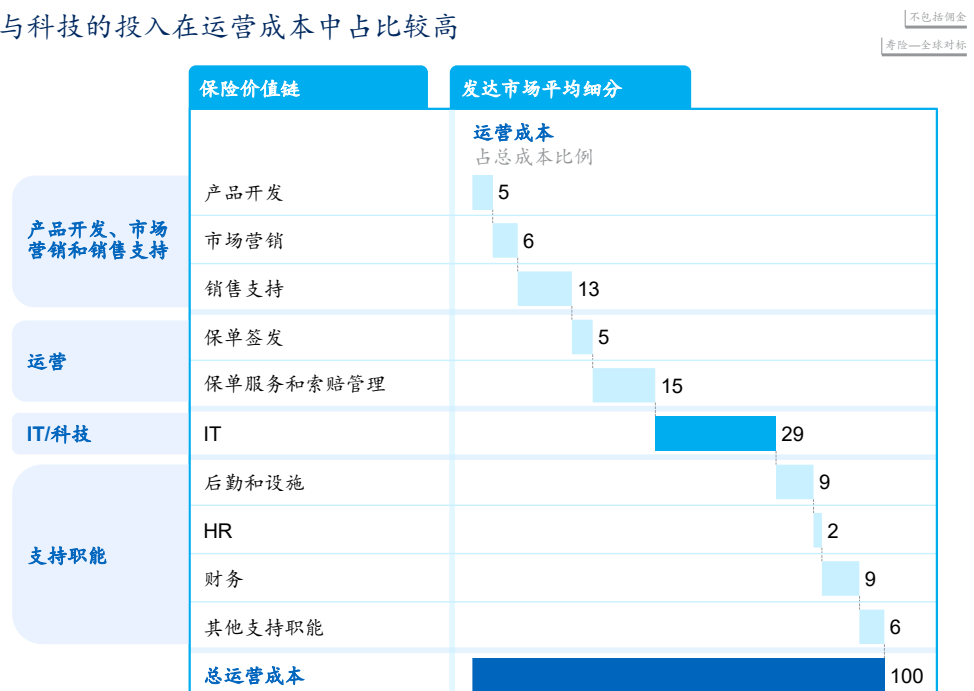 与科技的投入在运营成本中占比较高
不包括佣金
寿险—全球对标
保险价值链
发达市场平均细分
运营成本
占总成本比例
产品开发、市场
营销和销售支持
产品开发 5
市场营销 6
销售支持 13
运营
保单签发 5
保单服务和索赔管理 15
IT/科技
IT 29
支持职能
后勤和设施 9
HR 2
财务 9
其他支持职能 6
总运营成本 100